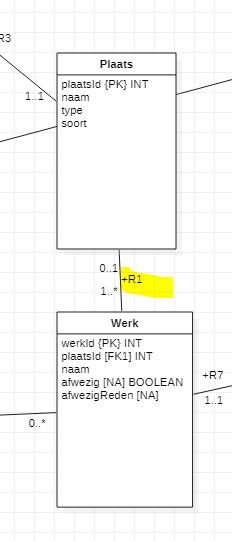 R3
Plaats
plaatsId {PK} INT
naam
type
soort
1..1
0..1
+R1
1..*
Werk
werkId {PK} INT
plaatsId [FK1] INT
naam
afwezig [NA] BOOLEAN
afwezigReden [NA]
+R7
1..1
0..*